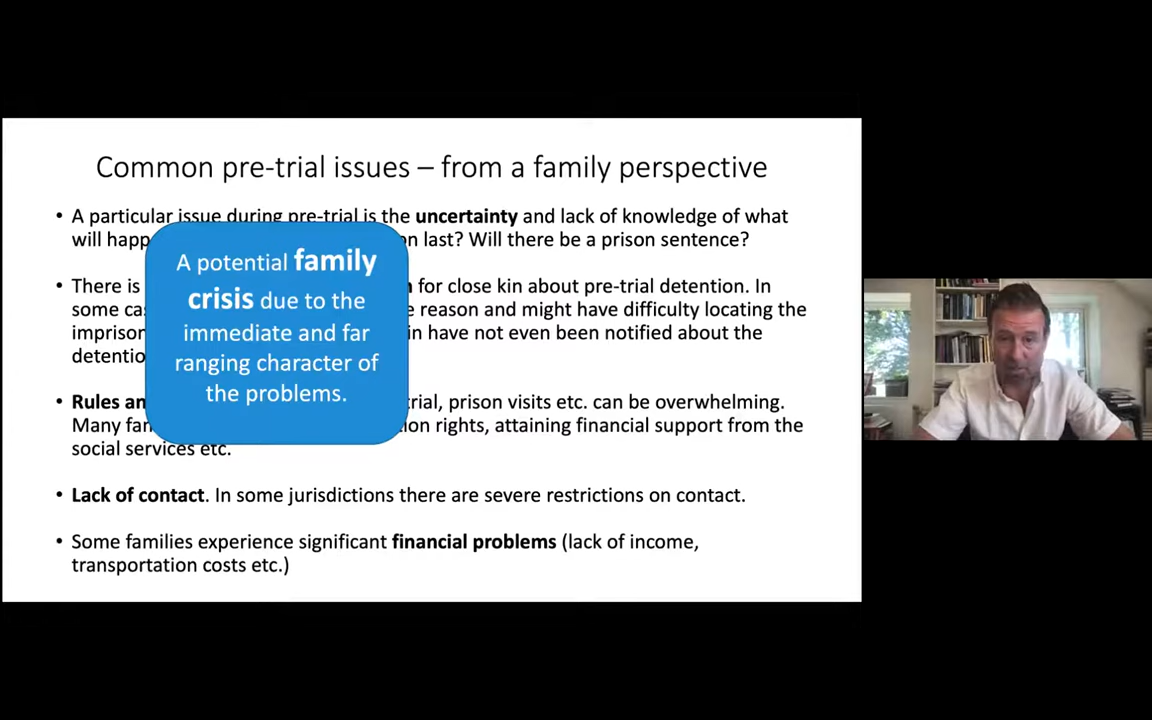 Common pre-trial issues – from a family perspective
• A particular issue during pre-trial is the uncertainty and lack of knowledge of what
will happ on last? Will there be a prison sentence?
• There is for close kin about pre-trial detention. In
some ca e reason and might have difficulty locating the
imprison in have not even been notified about the
detentio
• Rules an trial, prison visits etc. can be overwhelming.
Many fam ion rights, attaining financial support from the
social services etc.
• Lack of contact. In some jurisdictions there are severe restrictions on contact.
• Some families experience significant financial problems (lack of income,
transportation costs etc.)
A potential family
crisis due to the
immediate and far
ranging character of
the problems.